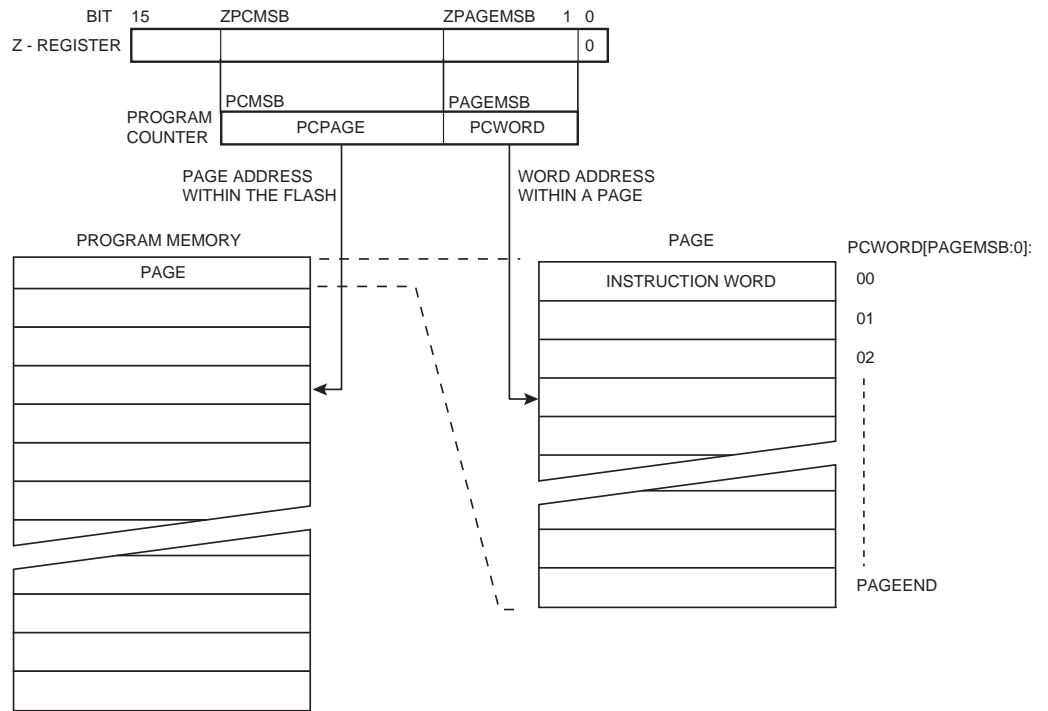 BIT 15 ZPCMSB ZPAGEMSB 1 0
Z - REGISTER 0
PCMSB PAGEMSB
PROGRAM
COUNTER
PCPAGE PCWORD
PAGE ADDRESS
WITHIN THE FLASH
WORD ADDRESS
WITHIN A PAGE
PROGRAM MEMORY
PAGE
PAGE
PCWORD[PAGEMSB:0]:
INSTRUCTION WORD
00
01
02
PAGEEND